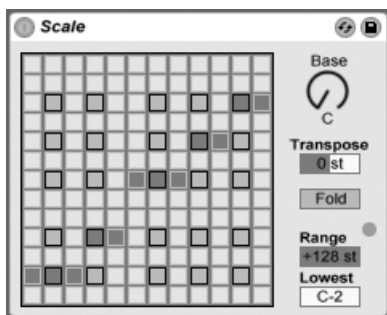 Scale
Base
C
Transpose
0 st
Fold
Range
+128 st
Lowest
C-2